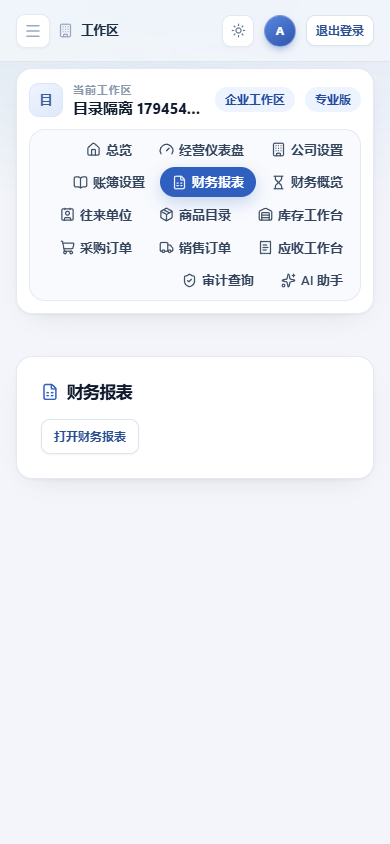 工作区
A
退出登录
目
当前工作区
目录隔离 179454...
企业工作区
专业版
总览
经营仪表盘
公司设置
账簿设置
财务报表
财务概览
往来单位
商品目录
库存工作台
采购订单
销售订单
应收工作台
审计查询
AI 助手
财务报表
打开财务报表